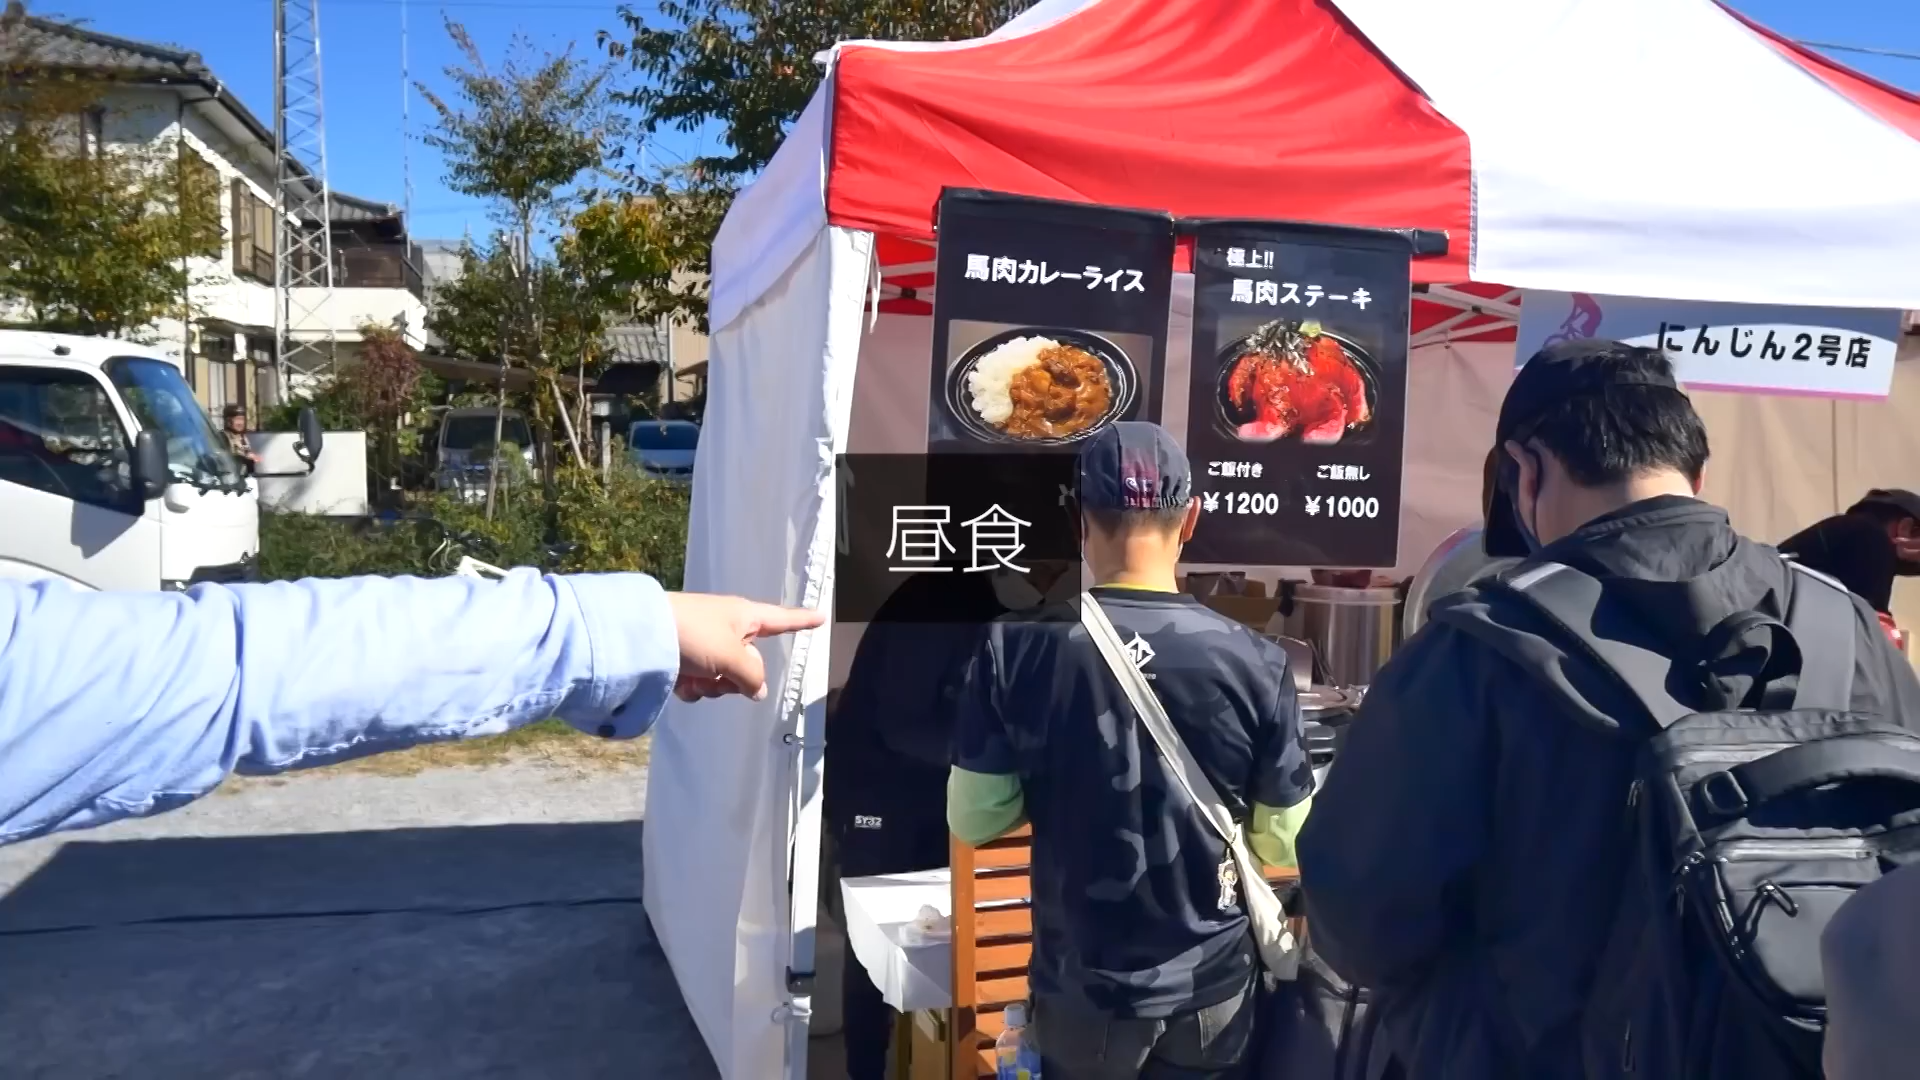 馬肉カレーライス
極上!!
馬肉ステーキ
ご飯付き ご飯無し
¥1200 ¥1000
にんじん2号店
昼食
SY32